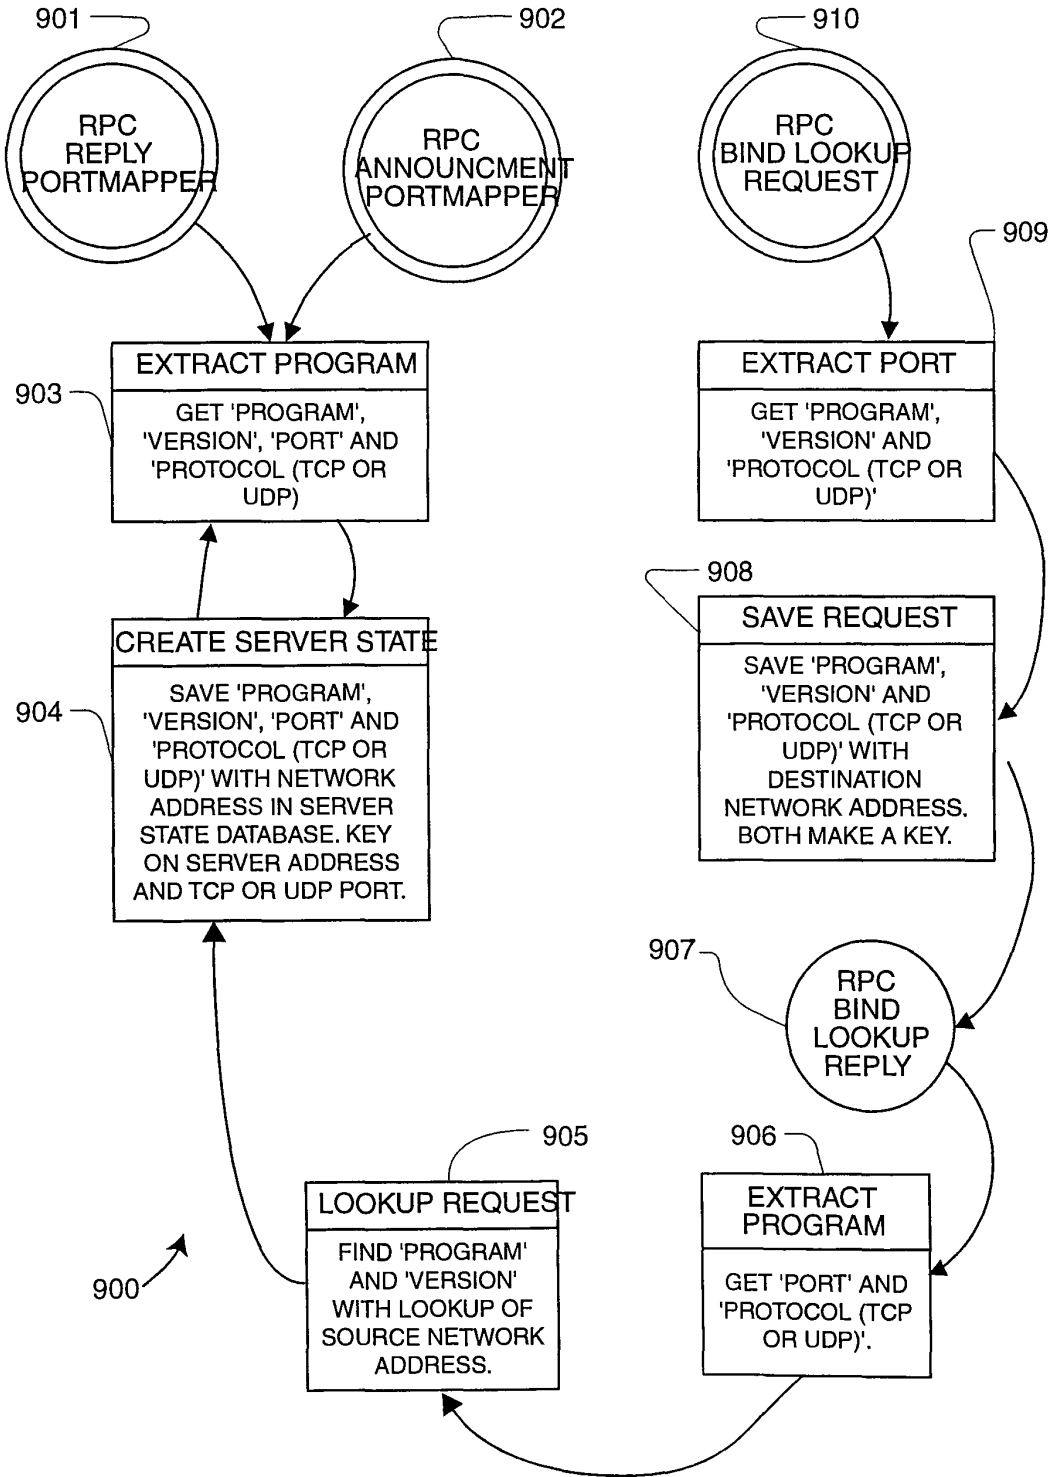 901
RPC
REPLY
PORTMAPPER
902
RPC
ANNOUNCMENT
PORTMAPPER
910
RPC
BIND LOOKUP
REQUEST
903
EXTRACT PROGRAM
GET 'PROGRAM',
'VERSION', 'PORT' AND
'PROTOCOL (TCP OR
UDP)
909
EXTRACT PORT
GET 'PROGRAM',
'VERSION' AND
'PROTOCOL (TCP OR
UDP)'
904
CREATE SERVER STATE
SAVE 'PROGRAM',
'VERSION', 'PORT' AND
'PROTOCOL (TCP OR
UDP)' WITH NETWORK
ADDRESS IN SERVER
STATE DATABASE. KEY
ON SERVER ADDRESS
AND TCP OR UDP PORT.
908
SAVE REQUEST
SAVE 'PROGRAM',
'VERSION' AND
'PROTOCOL (TCP OR
UDP)' WITH
DESTINATION
NETWORK ADDRESS.
BOTH MAKE A KEY.
907
RPC
BIND
LOOKUP
REPLY
905
LOOKUP REQUEST
FIND 'PROGRAM'
AND 'VERSION'
WITH LOOKUP OF
SOURCE NETWORK
ADDRESS.
906
EXTRACT
PROGRAM
GET 'PORT' AND
'PROTOCOL (TCP
OR UDP)'.
900